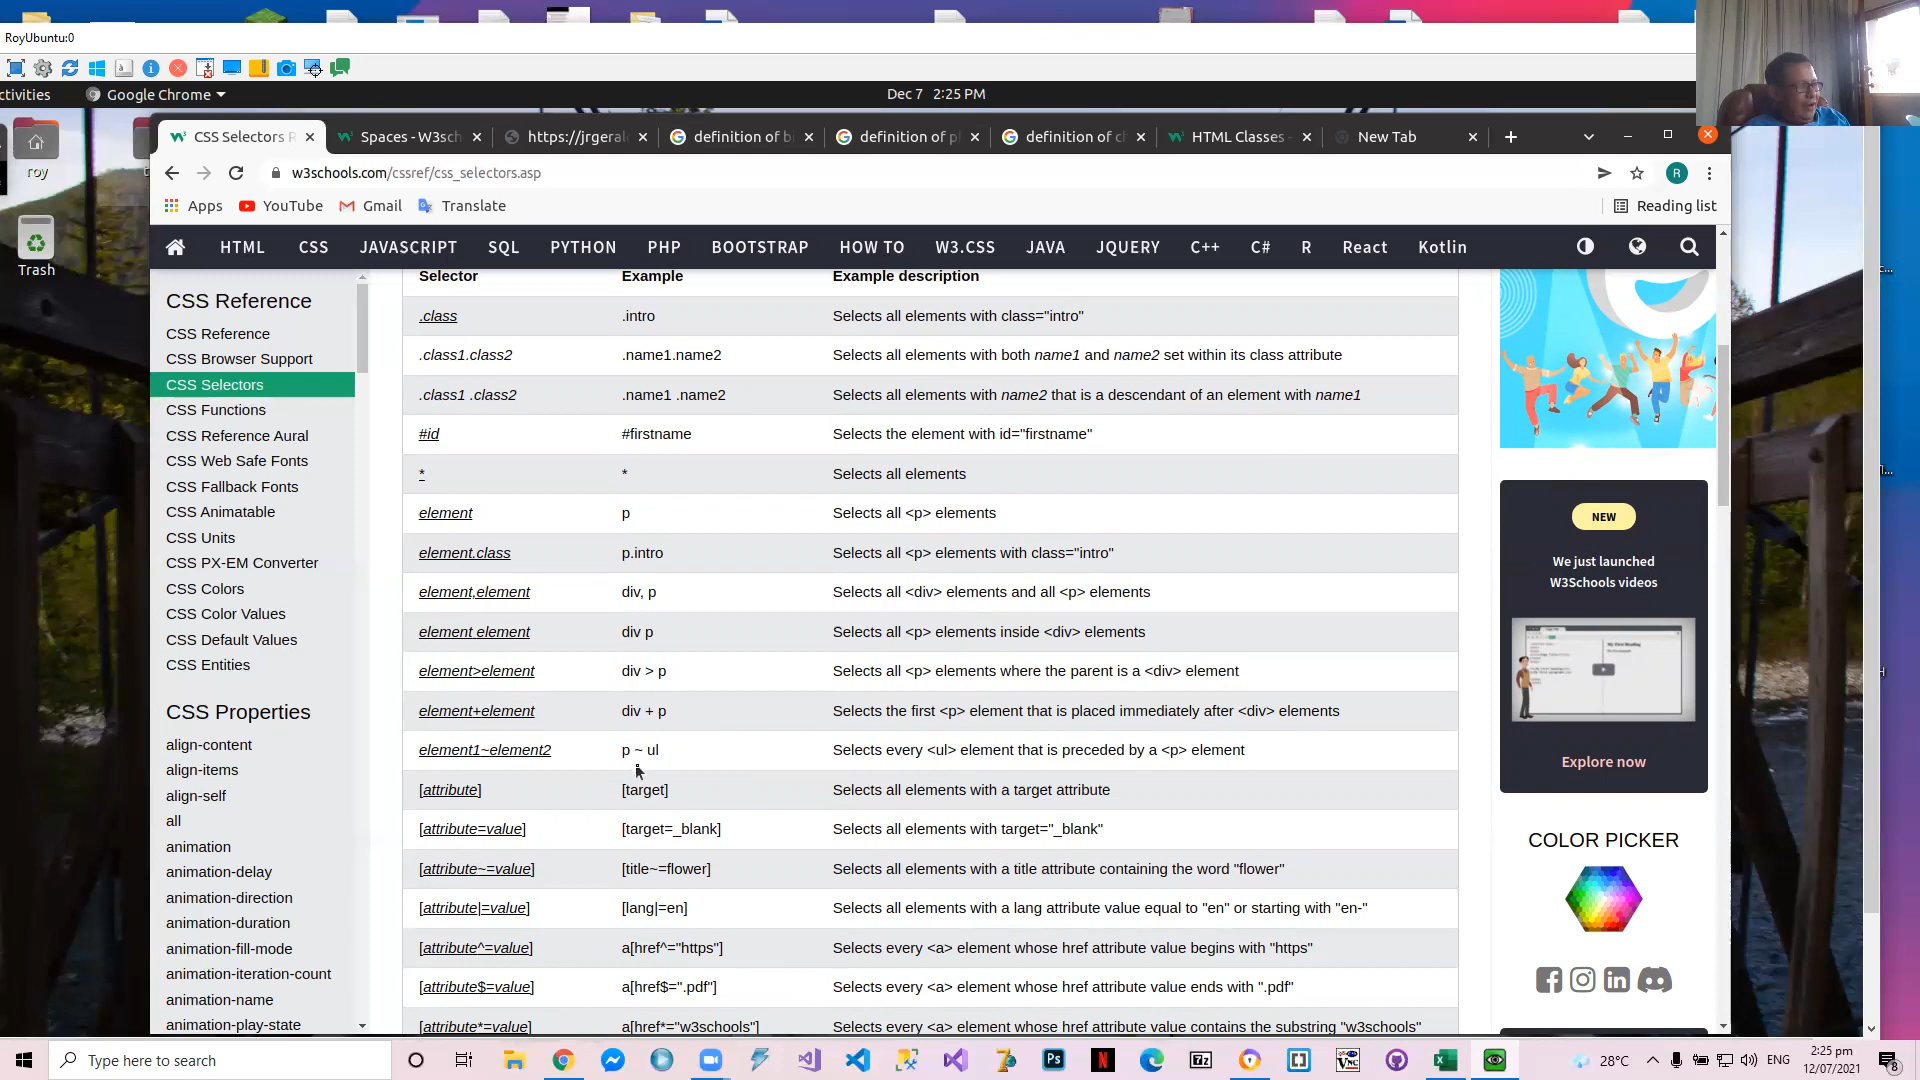 RoyUbuntu:0
ctivities
Google Chrome
Dec 7 2:25 PM
roy
Trash
CSS Selectors R
Spaces - W3sch
https://jrgeral
definition of b
definition of p
definition of c
HTML Classes -
New Tab
w3schools.com/cssref/css_selectors.asp
R
Apps
YouTube
Gmail
Translate
Reading list
HTML CSS JAVASCRIPT SQL PYTHON PHP BOOTSTRAP HOW TO W3.CSS JAVA JQUERY C++ C# R React Kotlin
CSS Reference
CSS Reference
CSS Browser Support
CSS Selectors
CSS Functions
CSS Reference Aural
CSS Web Safe Fonts
CSS Fallback Fonts
CSS Animatable
CSS Units
CSS PX-EM Converter
CSS Colors
CSS Color Values
CSS Default Values
CSS Entities
CSS Properties
align-content
align-items
align-self
all
animation
animation-delay
animation-direction
animation-duration
animation-fill-mode
animation-iteration-count
animation-name
animation-play-state
Selector Example Example description
.class .intro Selects all elements with class="intro"
.class1.class2 .name1.name2 Selects all elements with both name1 and name2 set within its class attribute
.class1 .class2 .name1 .name2 Selects all elements with name2 that is a descendant of an element with name1
#id #firstname Selects the element with id="firstname"
* * Selects all elements
element p Selects all <p> elements
element.class p.intro Selects all <p> elements with class="intro"
element,element div, p Selects all <div> elements and all <p> elements
element element div p Selects all <p> elements inside <div> elements
element>element div > p Selects all <p> elements where the parent is a <div> element
element+element div + p Selects the first <p> element that is placed immediately after <div> elements
element1~element2 p ~ ul Selects every <ul> element that is preceded by a <p> element
[attribute] [target] Selects all elements with a target attribute
[attribute=value] [target=_blank] Selects all elements with target="_blank"
[attribute~=value] [title~=flower] Selects all elements with a title attribute containing the word "flower"
[attribute|=value] [lang|=en] Selects all elements with a lang attribute value equal to "en" or starting with "en-"
[attribute^=value] a[href^="https"] Selects every <a> element whose href attribute value begins with "https"
[attribute$=value] a[href$=".pdf"] Selects every <a> element whose href attribute value ends with ".pdf"
[attribute*=value] a[href*="w3schools"] Selects every <a> element whose href attribute value contains the substring "w3schools"
NEW
We just launched
W3Schools videos
Explore now
COLOR PICKER
Type here to search
28°C
ENG
2:25 pm
12/07/2021
8